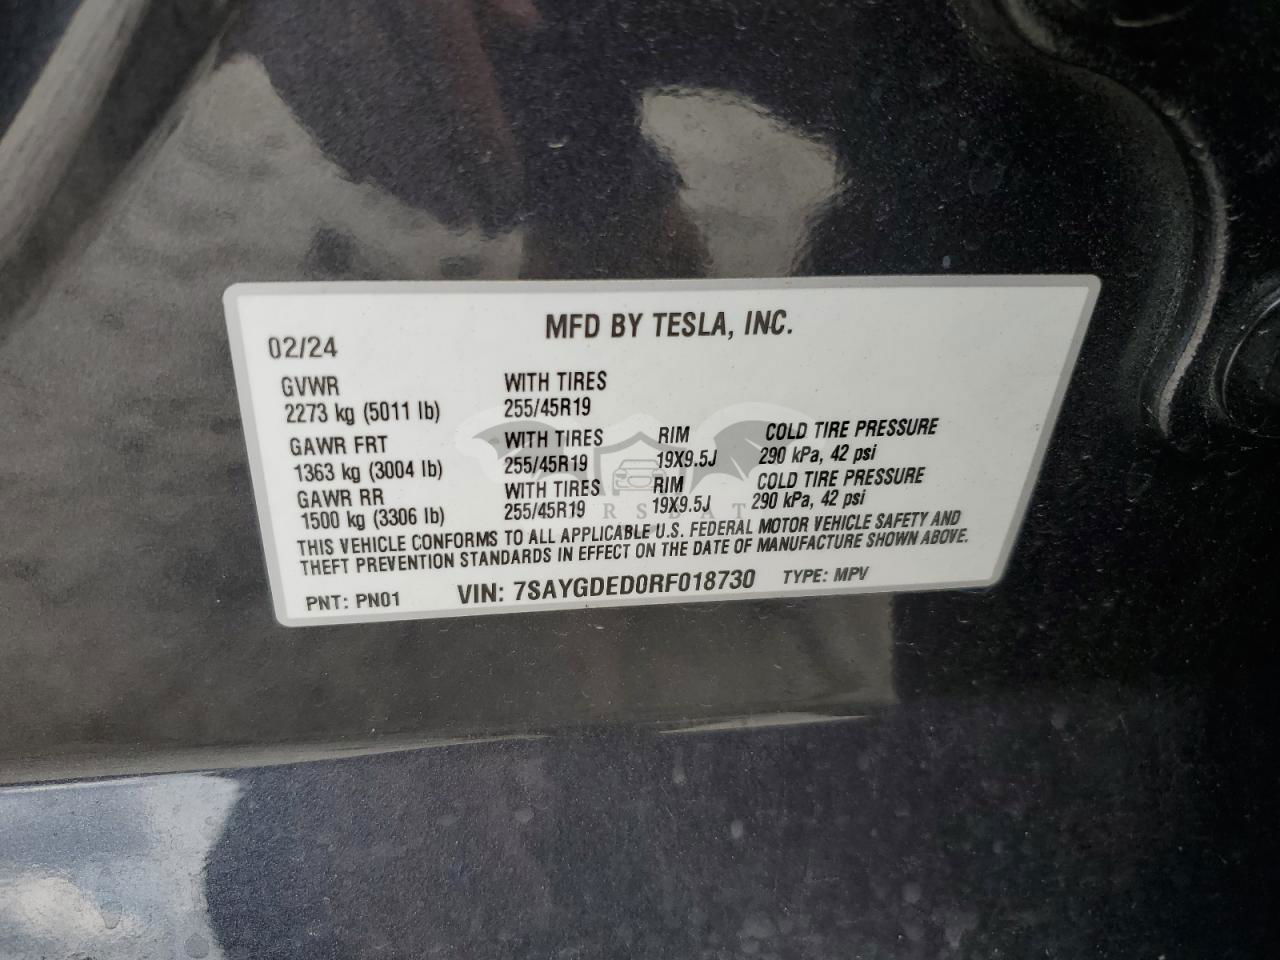 MFD BY TESLA, INC.
02/24
GVWR WITH TIRES
2273 kg (5011 lb) 255/45R19
GAWR FRT WITH TIRES RIM COLD TIRE PRESSURE
1363 kg (3004 lb) 255/45R19 19X9.5J 290 kPa, 42 psi
GAWR RR WITH TIRES RIM COLD TIRE PRESSURE
1500 kg (3306 lb) 255/45R19 19X9.5J 290 kPa, 42 psi
THIS VEHICLE CONFORMS TO ALL APPLICABLE U.S. FEDERAL MOTOR VEHICLE SAFETY AND
THEFT PREVENTION STANDARDS IN EFFECT ON THE DATE OF MANUFACTURE SHOWN ABOVE.
PNT: PN01 VIN: 7SAYGDED0RF018730 TYPE: MPV